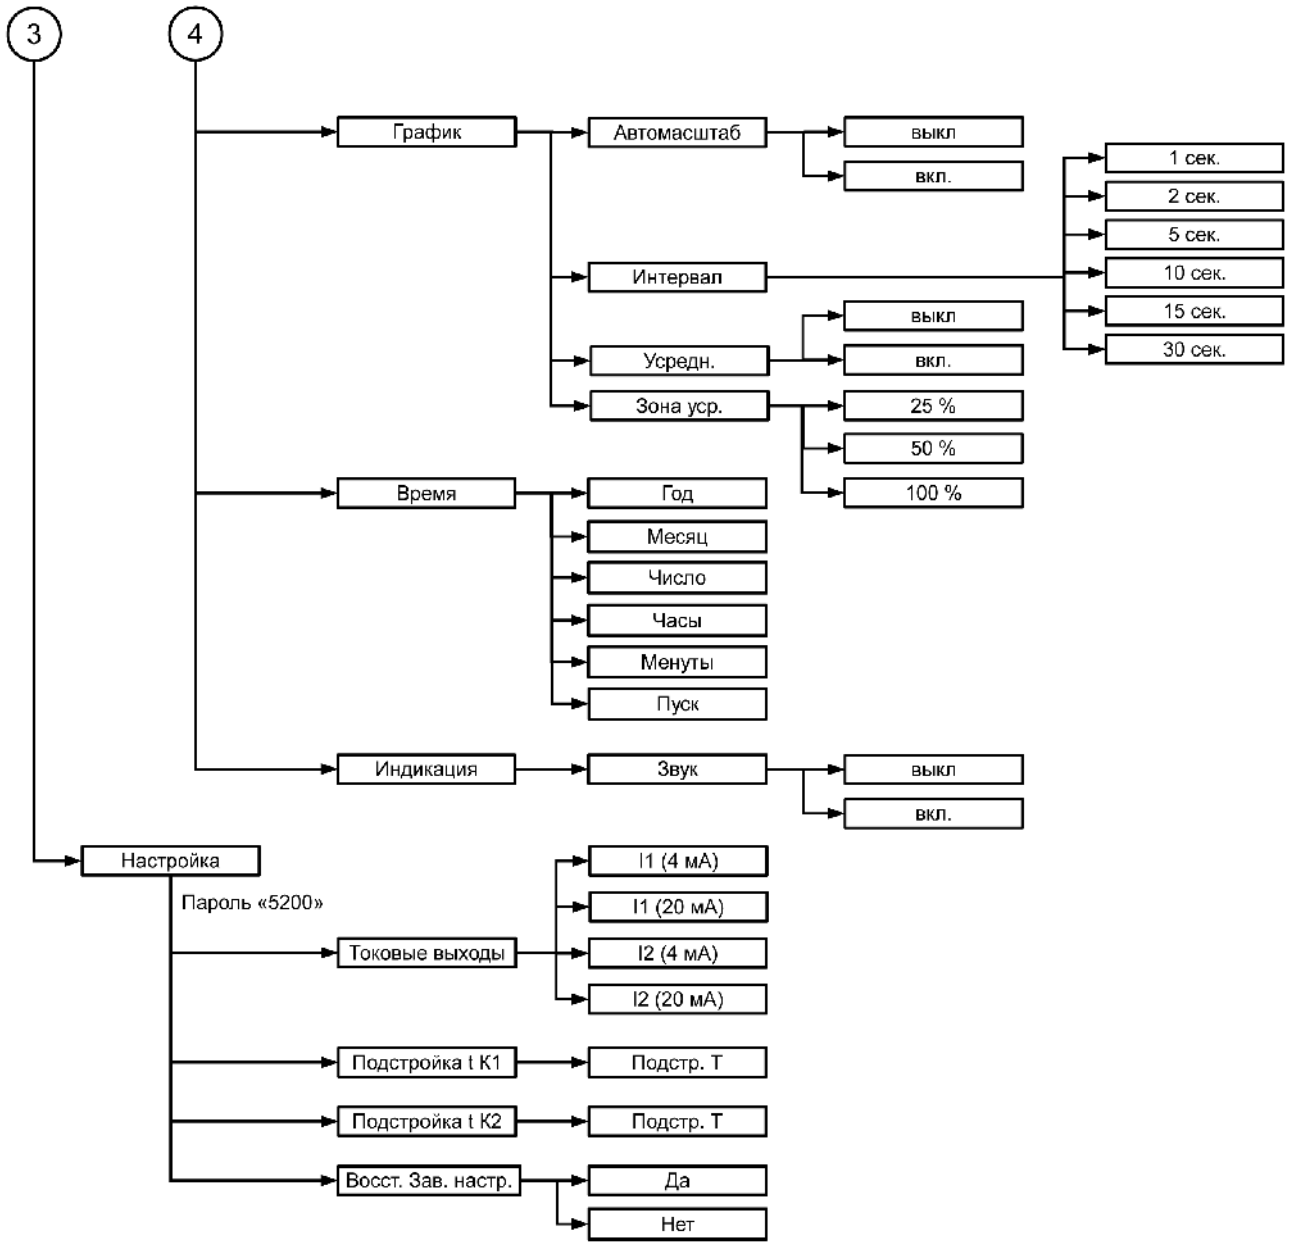 3
4
График
Автомасштаб
выкл
вкл.
1 сек.
2 сек.
5 сек.
10 сек.
15 сек.
30 сек.
Интервал
выкл
Усредн.
вкл.
Зона уср.
25 %
50 %
100 %
Время
Год
Месяц
Число
Часы
Менуты
Пуск
Индикация
Звук
выкл
вкл.
Настройка
Пароль «5200»
I1 (4 мА)
I1 (20 мА)
Токовые выходы
I2 (4 мА)
I2 (20 мА)
Подстройка t К1
Подстр. Т
Подстройка t К2
Подстр. Т
Восст. Зав. настр.
Да
Нет